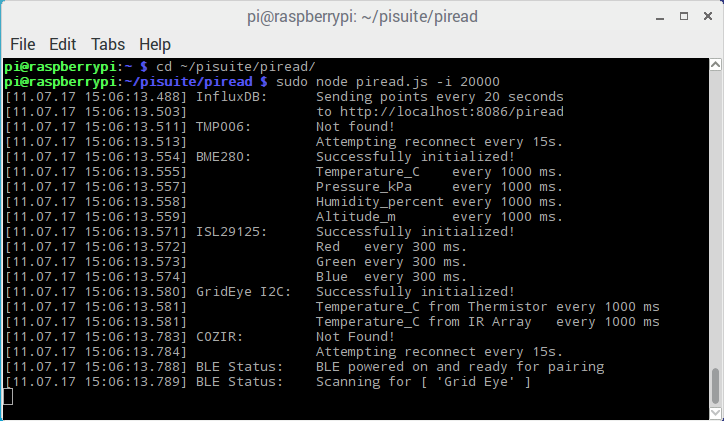 pi@raspberrypi: ~/pisuite/piread
File Edit Tabs Help
pi@raspberrypi:~ $ cd ~/pisuite/piread/
pi@raspberrypi:~/pisuite/piread $ sudo node piread.js -i 20000
[11.07.17 15:06:13.488] InfluxDB:      Sending points every 20 seconds
[11.07.17 15:06:13.503]                to http://localhost:8086/piread
[11.07.17 15:06:13.511] TMP006:        Not found!
[11.07.17 15:06:13.513]                Attempting reconnect every 15s.
[11.07.17 15:06:13.554] BME280:        Successfully initialized!
[11.07.17 15:06:13.555]                Temperature_C    every 1000 ms.
[11.07.17 15:06:13.557]                Pressure_kPa     every 1000 ms.
[11.07.17 15:06:13.558]                Humidity_percent every 1000 ms.
[11.07.17 15:06:13.559]                Altitude_m       every 1000 ms.
[11.07.17 15:06:13.571] ISL29125:      Successfully initialized!
[11.07.17 15:06:13.572]                Red   every 300 ms.
[11.07.17 15:06:13.573]                Green every 300 ms.
[11.07.17 15:06:13.574]                Blue  every 300 ms.
[11.07.17 15:06:13.580] GridEye I2C:   Successfully initialized!
[11.07.17 15:06:13.581]                Temperature_C from Thermistor every 1000 ms
[11.07.17 15:06:13.581]                Temperature_C from IR Array   every 1000 ms
[11.07.17 15:06:13.783] COZIR:         Not Found!
[11.07.17 15:06:13.784]                Attempting reconnect every 15s.
[11.07.17 15:06:13.788] BLE Status:    BLE powered on and ready for pairing
[11.07.17 15:06:13.789] BLE Status:    Scanning for [ 'Grid Eye' ]